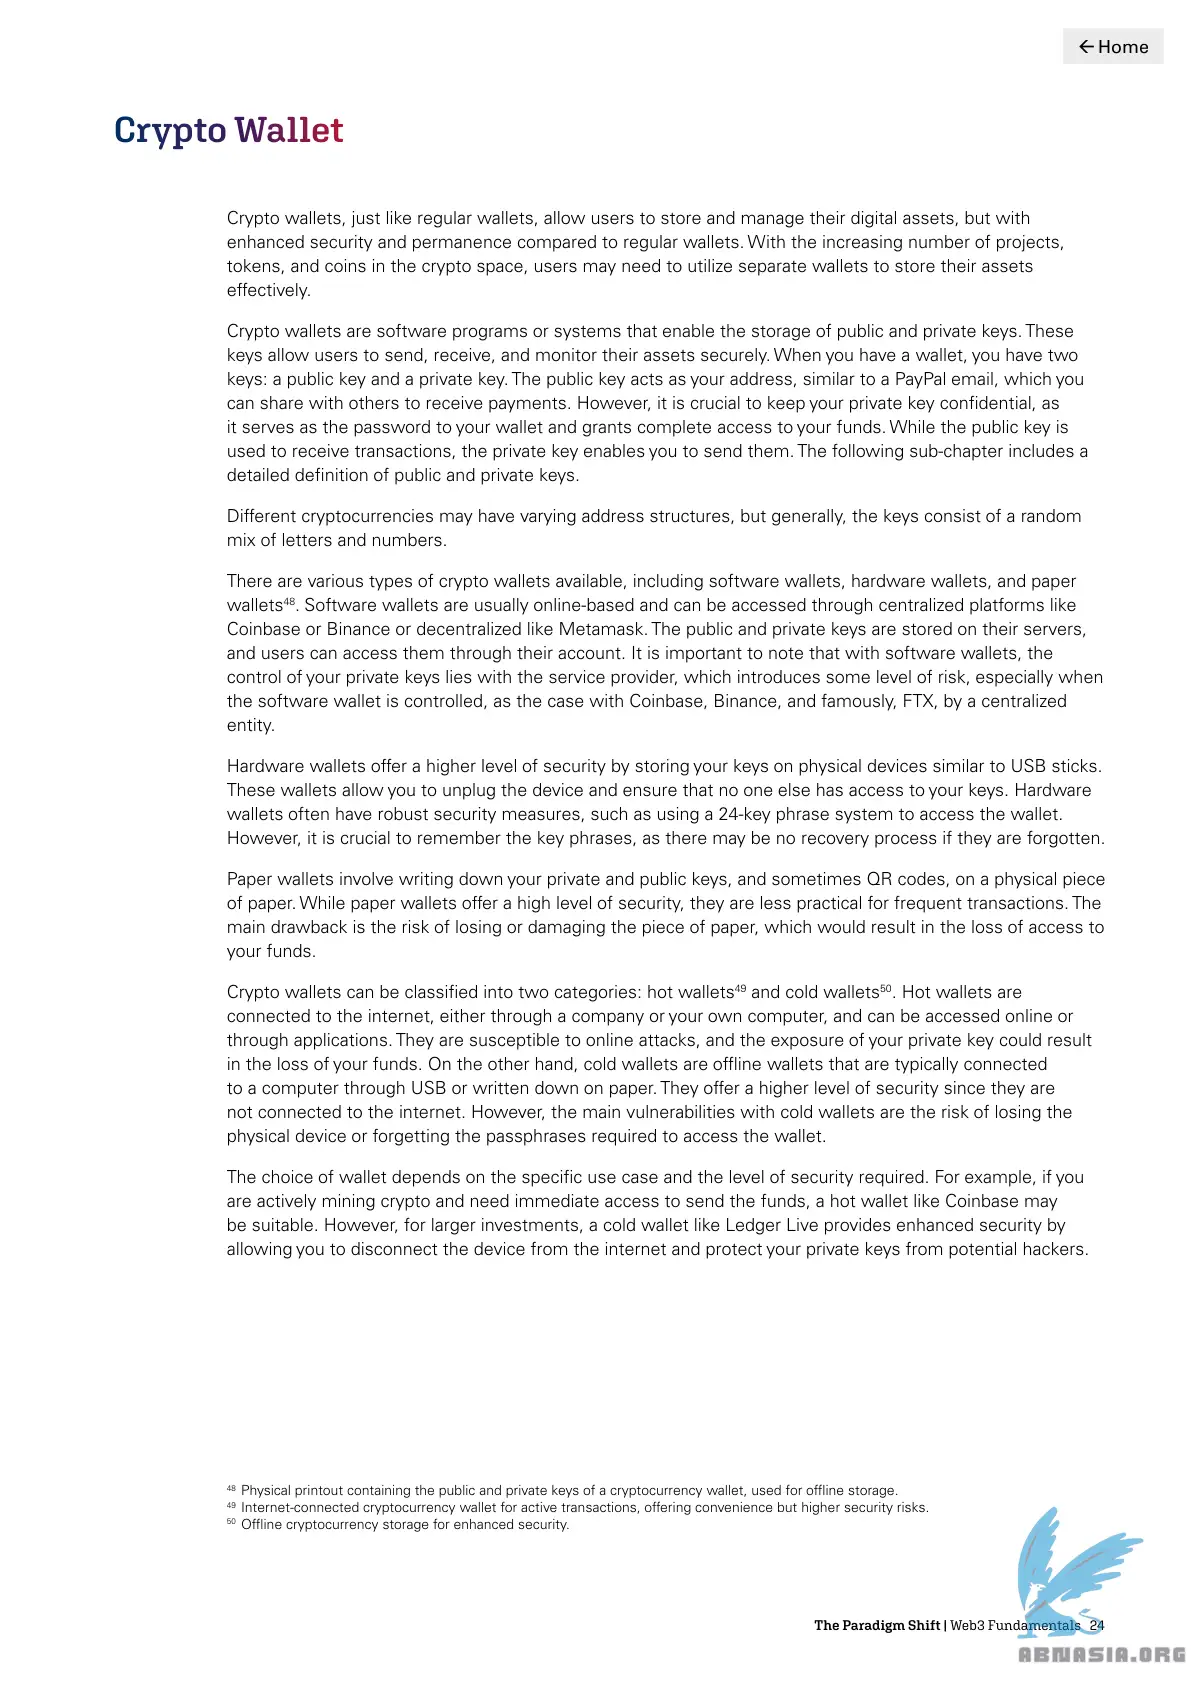 ← Home
Crypto Wallet
Crypto wallets, just like regular wallets, allow users to store and manage their digital assets, but with
enhanced security and permanence compared to regular wallets. With the increasing number of projects,
tokens, and coins in the crypto space, users may need to utilize separate wallets to store their assets
effectively.
Crypto wallets are software programs or systems that enable the storage of public and private keys. These
keys allow users to send, receive, and monitor their assets securely. When you have a wallet, you have two
keys: a public key and a private key. The public key acts as your address, similar to a PayPal email, which you
can share with others to receive payments. However, it is crucial to keep your private key confidential, as
it serves as the password to your wallet and grants complete access to your funds. While the public key is
used to receive transactions, the private key enables you to send them. The following sub-chapter includes a
detailed definition of public and private keys.
Different cryptocurrencies may have varying address structures, but generally, the keys consist of a random
mix of letters and numbers.
There are various types of crypto wallets available, including software wallets, hardware wallets, and paper
wallets⁴⁸. Software wallets are usually online-based and can be accessed through centralized platforms like
Coinbase or Binance or decentralized like Metamask. The public and private keys are stored on their servers,
and users can access them through their account. It is important to note that with software wallets, the
control of your private keys lies with the service provider, which introduces some level of risk, especially when
the software wallet is controlled, as the case with Coinbase, Binance, and famously, FTX, by a centralized
entity.
Hardware wallets offer a higher level of security by storing your keys on physical devices similar to USB sticks.
These wallets allow you to unplug the device and ensure that no one else has access to your keys. Hardware
wallets often have robust security measures, such as using a 24-key phrase system to access the wallet.
However, it is crucial to remember the key phrases, as there may be no recovery process if they are forgotten.
Paper wallets involve writing down your private and public keys, and sometimes QR codes, on a physical piece
of paper. While paper wallets offer a high level of security, they are less practical for frequent transactions. The
main drawback is the risk of losing or damaging the piece of paper, which would result in the loss of access to
your funds.
Crypto wallets can be classified into two categories: hot wallets⁴⁹ and cold wallets⁵⁰. Hot wallets are
connected to the internet, either through a company or your own computer, and can be accessed online or
through applications. They are susceptible to online attacks, and the exposure of your private key could result
in the loss of your funds. On the other hand, cold wallets are offline wallets that are typically connected
to a computer through USB or written down on paper. They offer a higher level of security since they are
not connected to the internet. However, the main vulnerabilities with cold wallets are the risk of losing the
physical device or forgetting the passphrases required to access the wallet.
The choice of wallet depends on the specific use case and the level of security required. For example, if you
are actively mining crypto and need immediate access to send the funds, a hot wallet like Coinbase may
be suitable. However, for larger investments, a cold wallet like Ledger Live provides enhanced security by
allowing you to disconnect the device from the internet and protect your private keys from potential hackers.
⁴⁸ Physical printout containing the public and private keys of a cryptocurrency wallet, used for offline storage.
⁴⁹ Internet-connected cryptocurrency wallet for active transactions, offering convenience but higher security risks.
⁵⁰ Offline cryptocurrency storage for enhanced security.
The Paradigm Shift | Web3 Fundamentals 24
ABNASIA.ORG